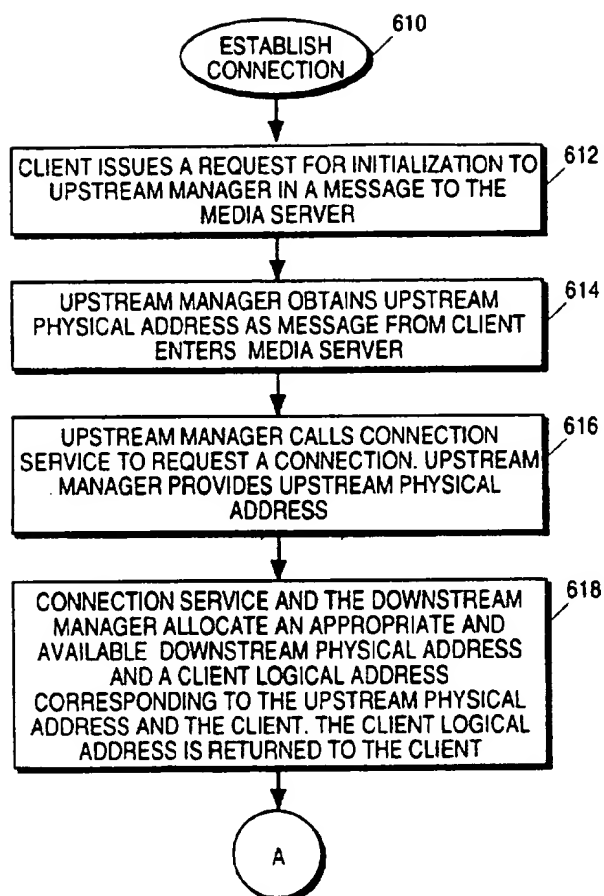 ESTABLISH
CONNECTION
610
CLIENT ISSUES A REQUEST FOR INITIALIZATION TO
UPSTREAM MANAGER IN A MESSAGE TO THE
MEDIA SERVER
612
UPSTREAM MANAGER OBTAINS UPSTREAM
PHYSICAL ADDRESS AS MESSAGE FROM CLIENT
ENTERS MEDIA SERVER
614
UPSTREAM MANAGER CALLS CONNECTION
SERVICE TO REQUEST A CONNECTION. UPSTREAM
MANAGER PROVIDES UPSTREAM PHYSICAL
ADDRESS
616
CONNECTION SERVICE AND THE DOWNSTREAM
MANAGER ALLOCATE AN APPROPRIATE AND
AVAILABLE DOWNSTREAM PHYSICAL ADDRESS
AND A CLIENT LOGICAL ADDRESS
CORRESPONDING TO THE UPSTREAM PHYSICAL
ADDRESS AND THE CLIENT. THE CLIENT LOGICAL
ADDRESS IS RETURNED TO THE CLIENT
618
A